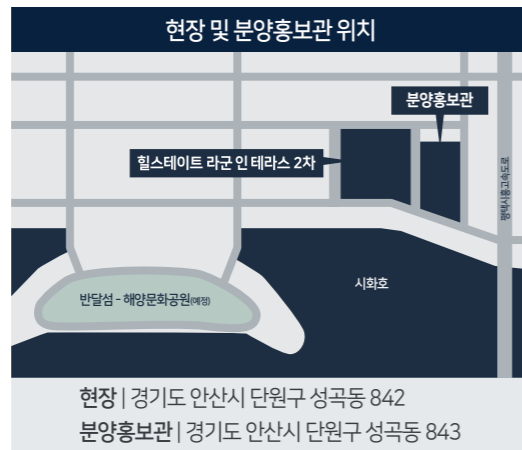 현장 및 분양홍보관 위치
분양홍보관
힐스테이트 라군 인 테라스 2차
평택시흥고속도로
시화호
반달섬 - 해양문화공원(예정)
현장 | 경기도 안산시 단원구 성곡동 842
분양홍보관 | 경기도 안산시 단원구 성곡동 843